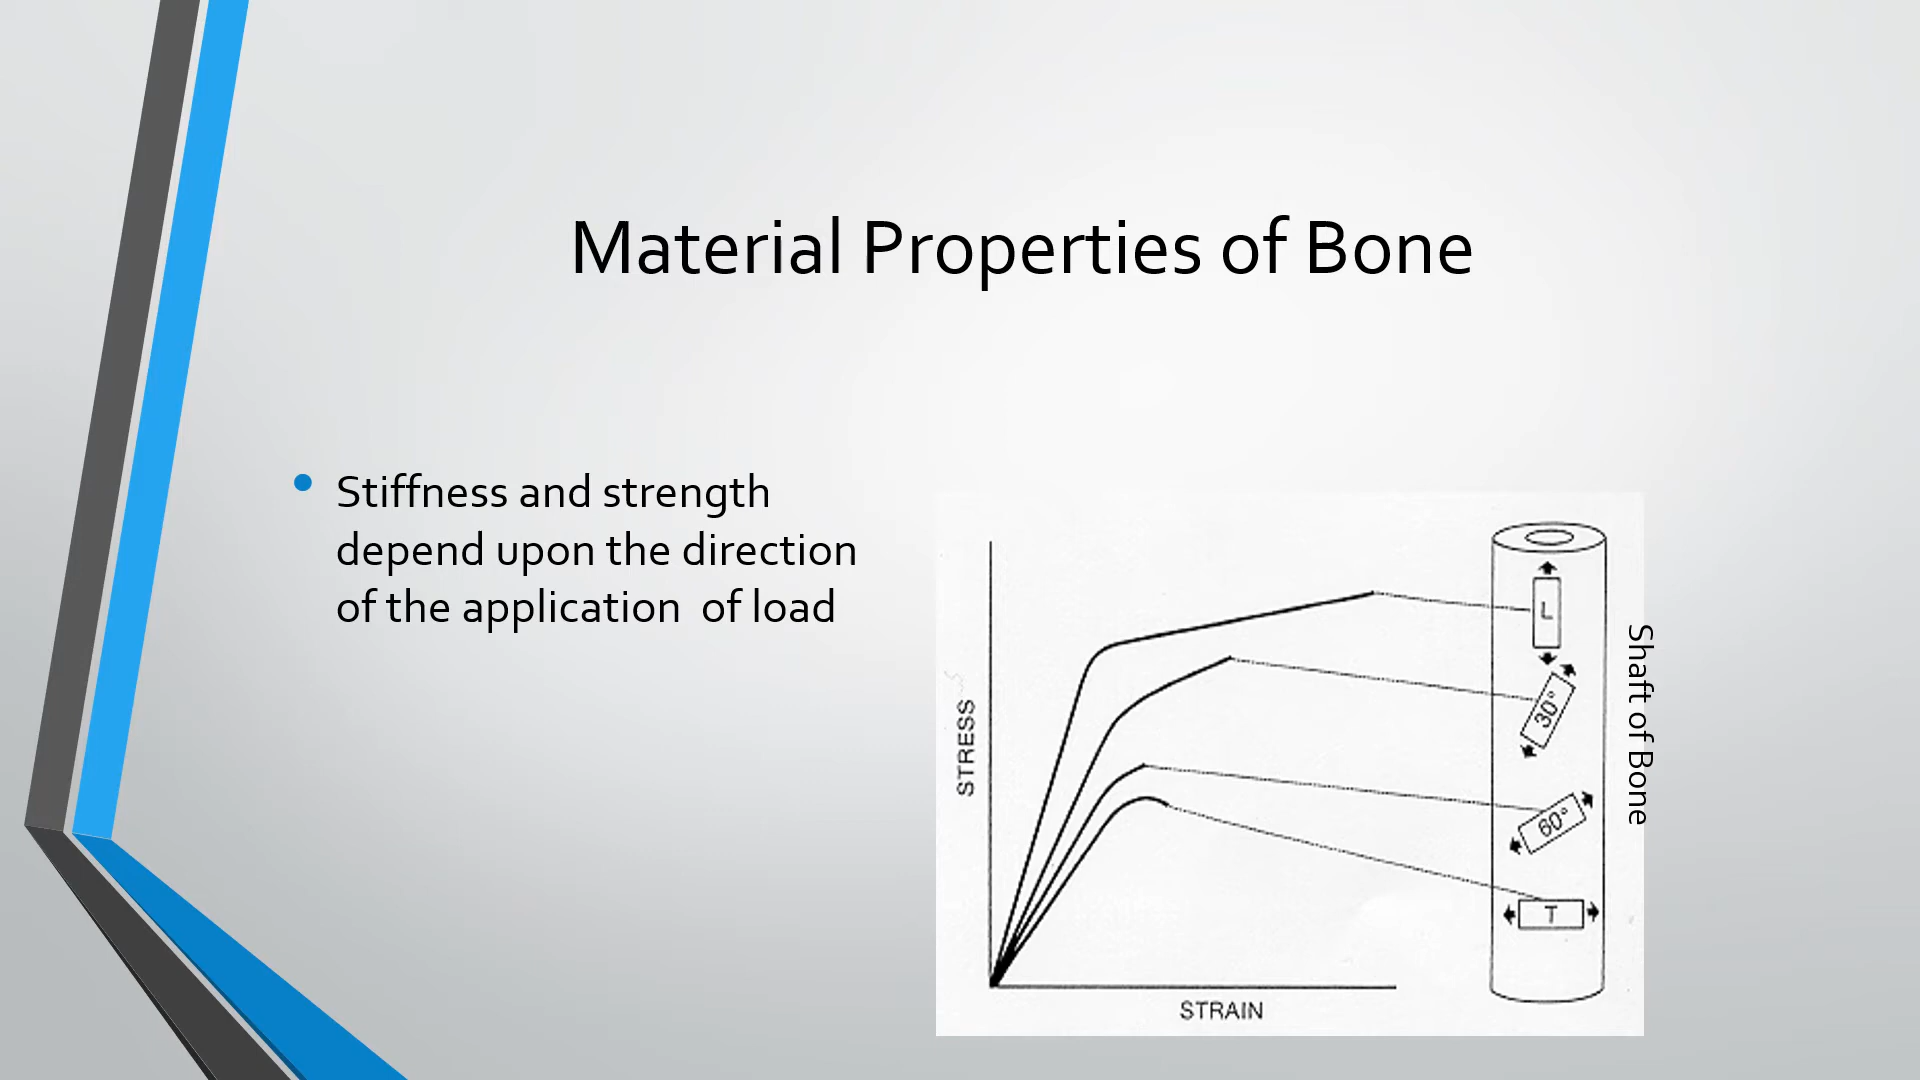 Material Properties of Bone
Stiffness and strength
depend upon the direction
of the application  of load
STRESS
STRAIN
L
30°
60°
T
Shaft of Bone